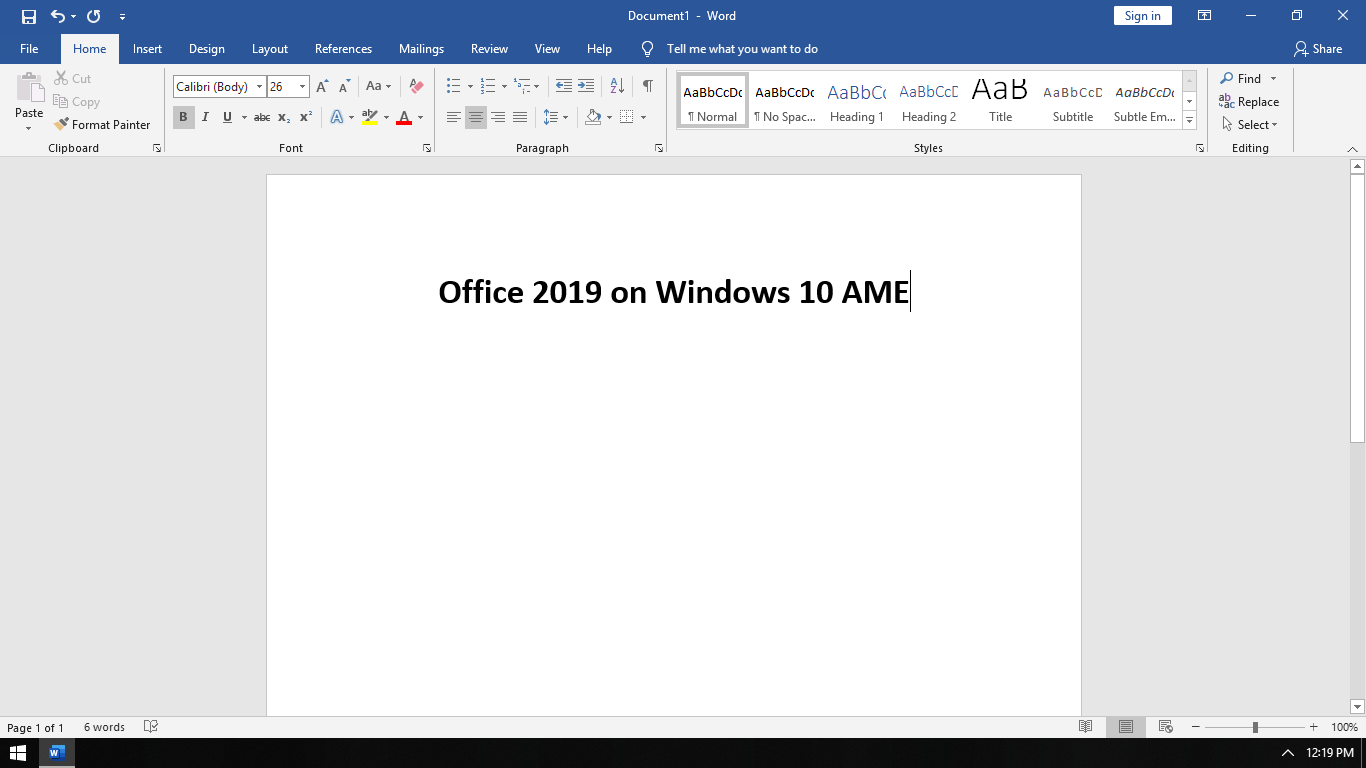 Document1 - Word
Sign in
File Home Insert Design Layout References Mailings Review View Help Tell me what you want to do Share
Paste
Cut
Copy
Format Painter
Clipboard
Calibri (Body) 26
Aa
B I U abc x₂ x² A aby A
Font
Paragraph
AaBbCcDc AaBbCcDc AaBbCc AaBbCcD AaB AaBbCcD AaBbCcDc
¶ Normal ¶ No Spac... Heading 1 Heading 2 Title Subtitle Subtle Em...
Styles
Find
Replace
Select
Editing
Office 2019 on Windows 10 AME
Page 1 of 1 6 words 100%
12:19 PM